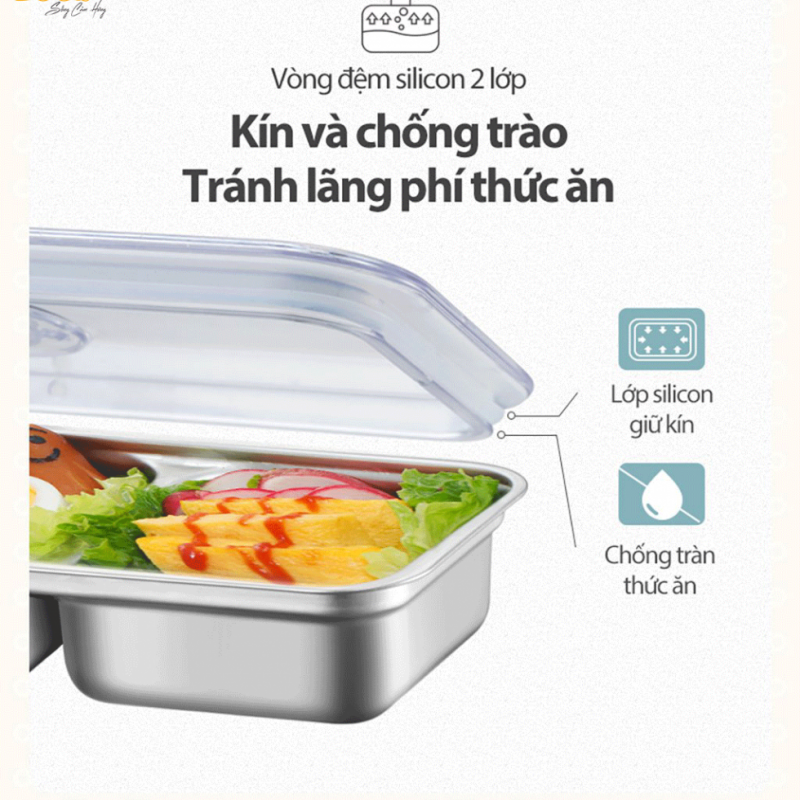 Vòng đệm silicon 2 lớp
Kín và chống trào
Tránh lãng phí thức ăn
Lớp silicon
giữ kín
Chống tràn
thức ăn